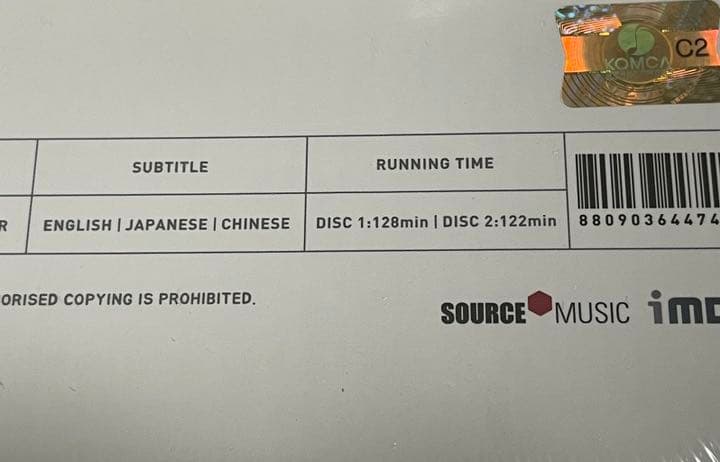 KOMCA C2
SUBTITLE
RUNNING TIME
R
ENGLISH | JAPANESE | CHINESE
DISC 1:128min | DISC 2:122min
88090364474
ORISED COPYING IS PROHIBITED.
SOURCE MUSIC